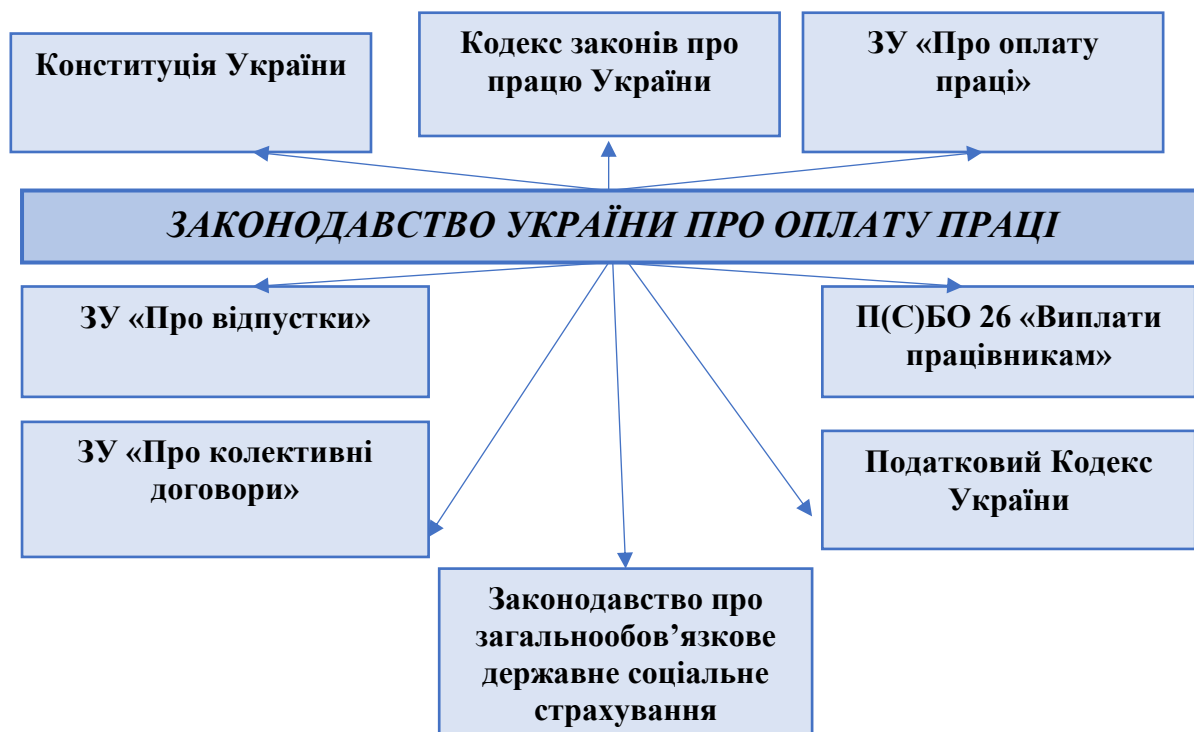 Конституція України
Кодекс законів про
працю України
ЗУ «Про оплату
праці»
ЗАКОНОДАВСТВО УКРАЇНИ ПРО ОПЛАТУ ПРАЦІ
ЗУ «Про відпустки»
П(С)БО 26 «Виплати
працівникам»
ЗУ «Про колективні
договори»
Податковий Кодекс
України
Законодавство про
загальнообов’язкове
державне соціальне
страхування